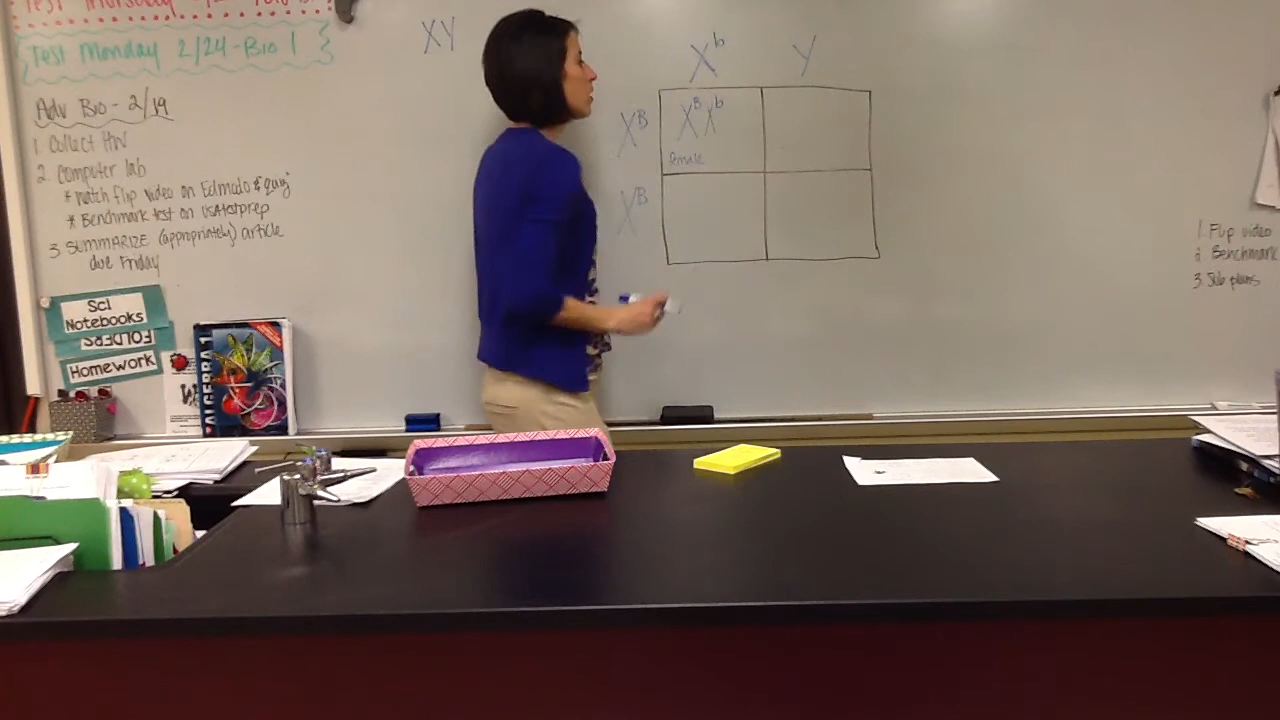 Test Thursday
Test Monday 2/24 - Bio 1
Adv Bio - 2/19
1. Collect HW
2. Computer lab
* Watch flip video on Edmodo & quiz
* Benchmark test on USAtestprep
3. SUMMARIZE (appropriately) article
due Friday
Sci
Notebooks
FOLDERS
Homework
ALGEBRA 1
XY
X^b Y
X^B X^B X^b
female
X^B
1. Flip video
2. Benchmark
3. Sub plans